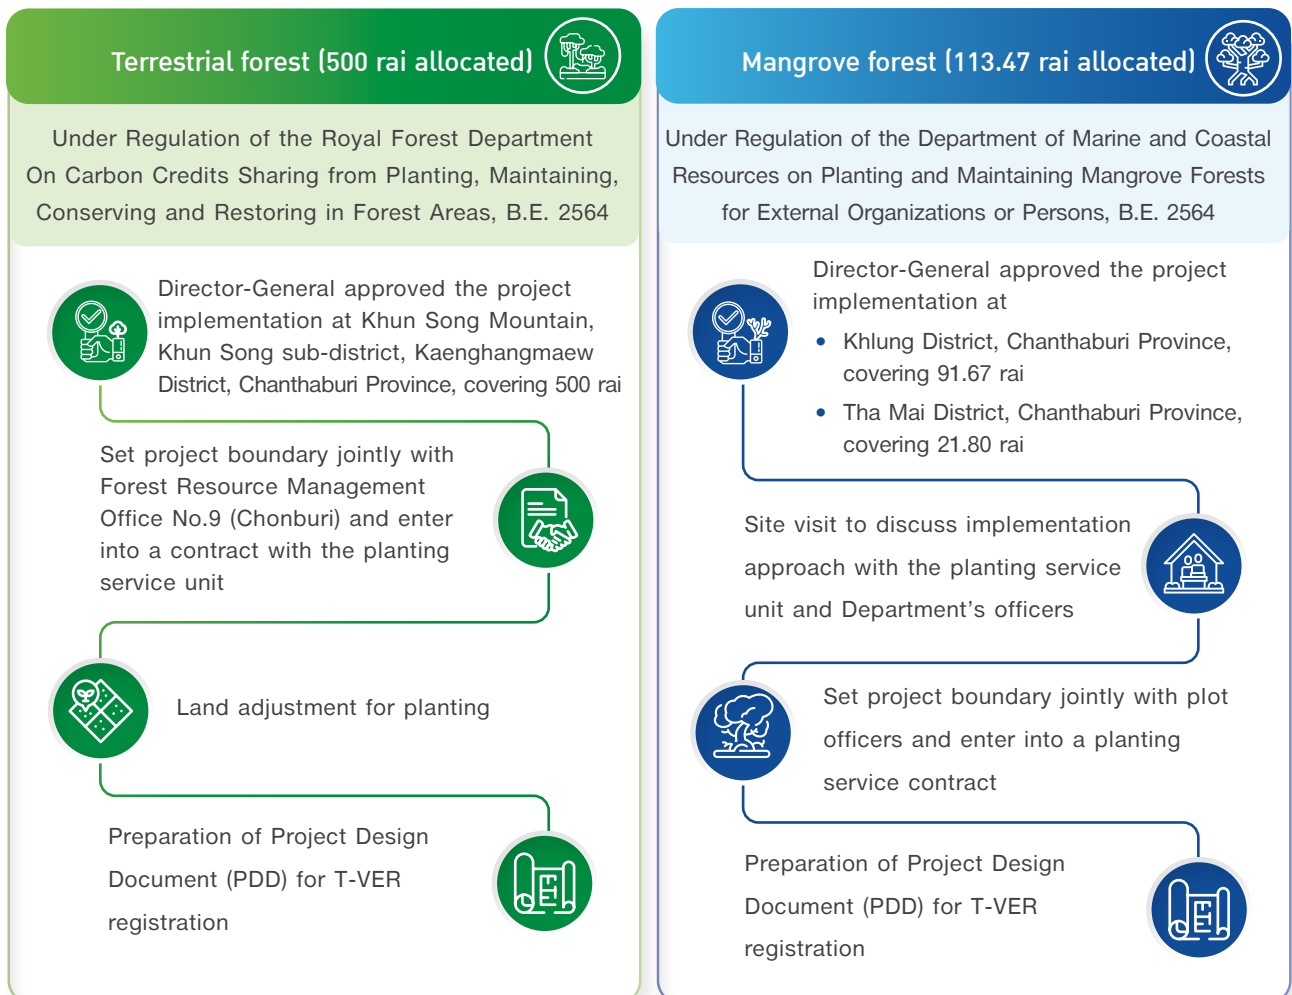 Terrestrial forest (500 rai allocated)
Under Regulation of the Royal Forest Department
On Carbon Credits Sharing from Planting, Maintaining,
Conserving and Restoring in Forest Areas, B.E. 2564
Director-General approved the project
implementation at Khun Song Mountain,
Khun Song sub-district, Kaenghangmaew
District, Chanthaburi Province, covering 500 rai
Set project boundary jointly with
Forest Resource Management
Office No.9 (Chonburi) and enter
into a contract with the planting
service unit
Land adjustment for planting
Preparation of Project Design
Document (PDD) for T-VER
registration
Mangrove forest (113.47 rai allocated)
Under Regulation of the Department of Marine and Coastal
Resources on Planting and Maintaining Mangrove Forests
for External Organizations or Persons, B.E. 2564
Director-General approved the project
implementation at
• Khlung District, Chanthaburi Province,
covering 91.67 rai
• Tha Mai District, Chanthaburi Province,
covering 21.80 rai
Site visit to discuss implementation
approach with the planting service
unit and Department’s officers
Set project boundary jointly with plot
officers and enter into a planting
service contract
Preparation of Project Design
Document (PDD) for T-VER
registration